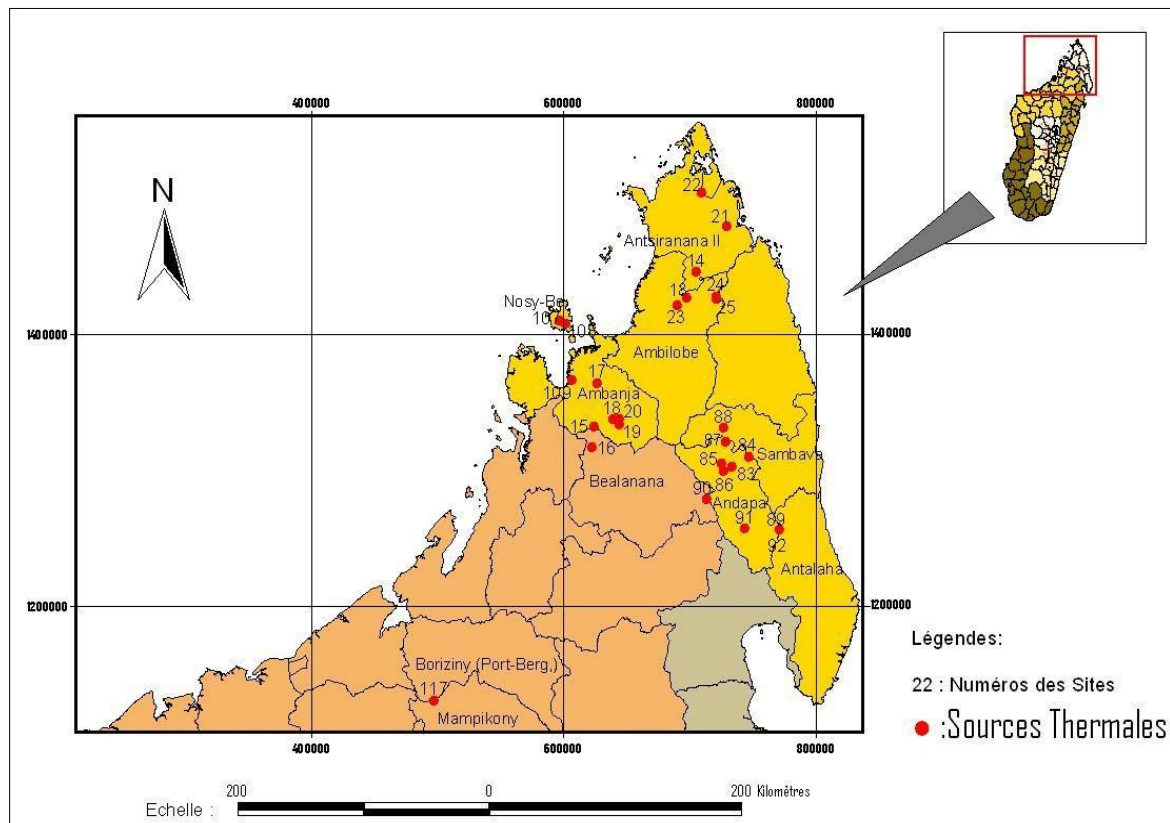 400000 600000 800000
N
22
21
Antsiranana II
14
24
13
25
23
Nosy-Be
10
10
1400000 1400000
Ambilobe
17
109
Ambanja
18 20
15
19
16
88
87
84
Sambava
85
83
86
Bealanana
90
Andapa
91
89
92
Antalaha
1200000 1200000
Légendes:
22 : Numéros des Sites
:Sources Thermales
Boriziny (Port-Berg,)
117
Mampikony
400000 600000 800000
200 0 200 Kilomètres
Echelle :